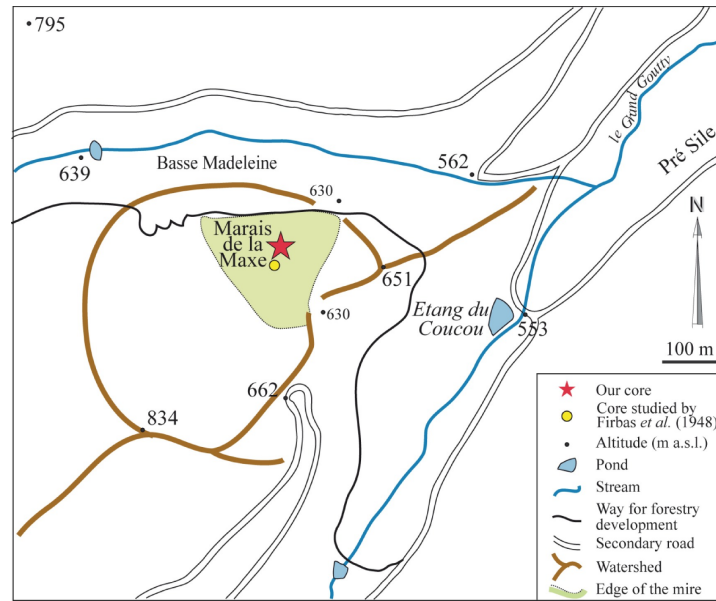 795
le Grand Goutty
Pré Sile
Basse Madeleine
562
639
630
N
Marais
de la
Maxe
651
Etang du
Coucou
630
553
100 m
662
834
Our core
Core studied by
Firbas et al. (1948)
Altitude (m a.s.l.)
Pond
Stream
Way for forestry
development
Secondary road
Watershed
Edge of the mire